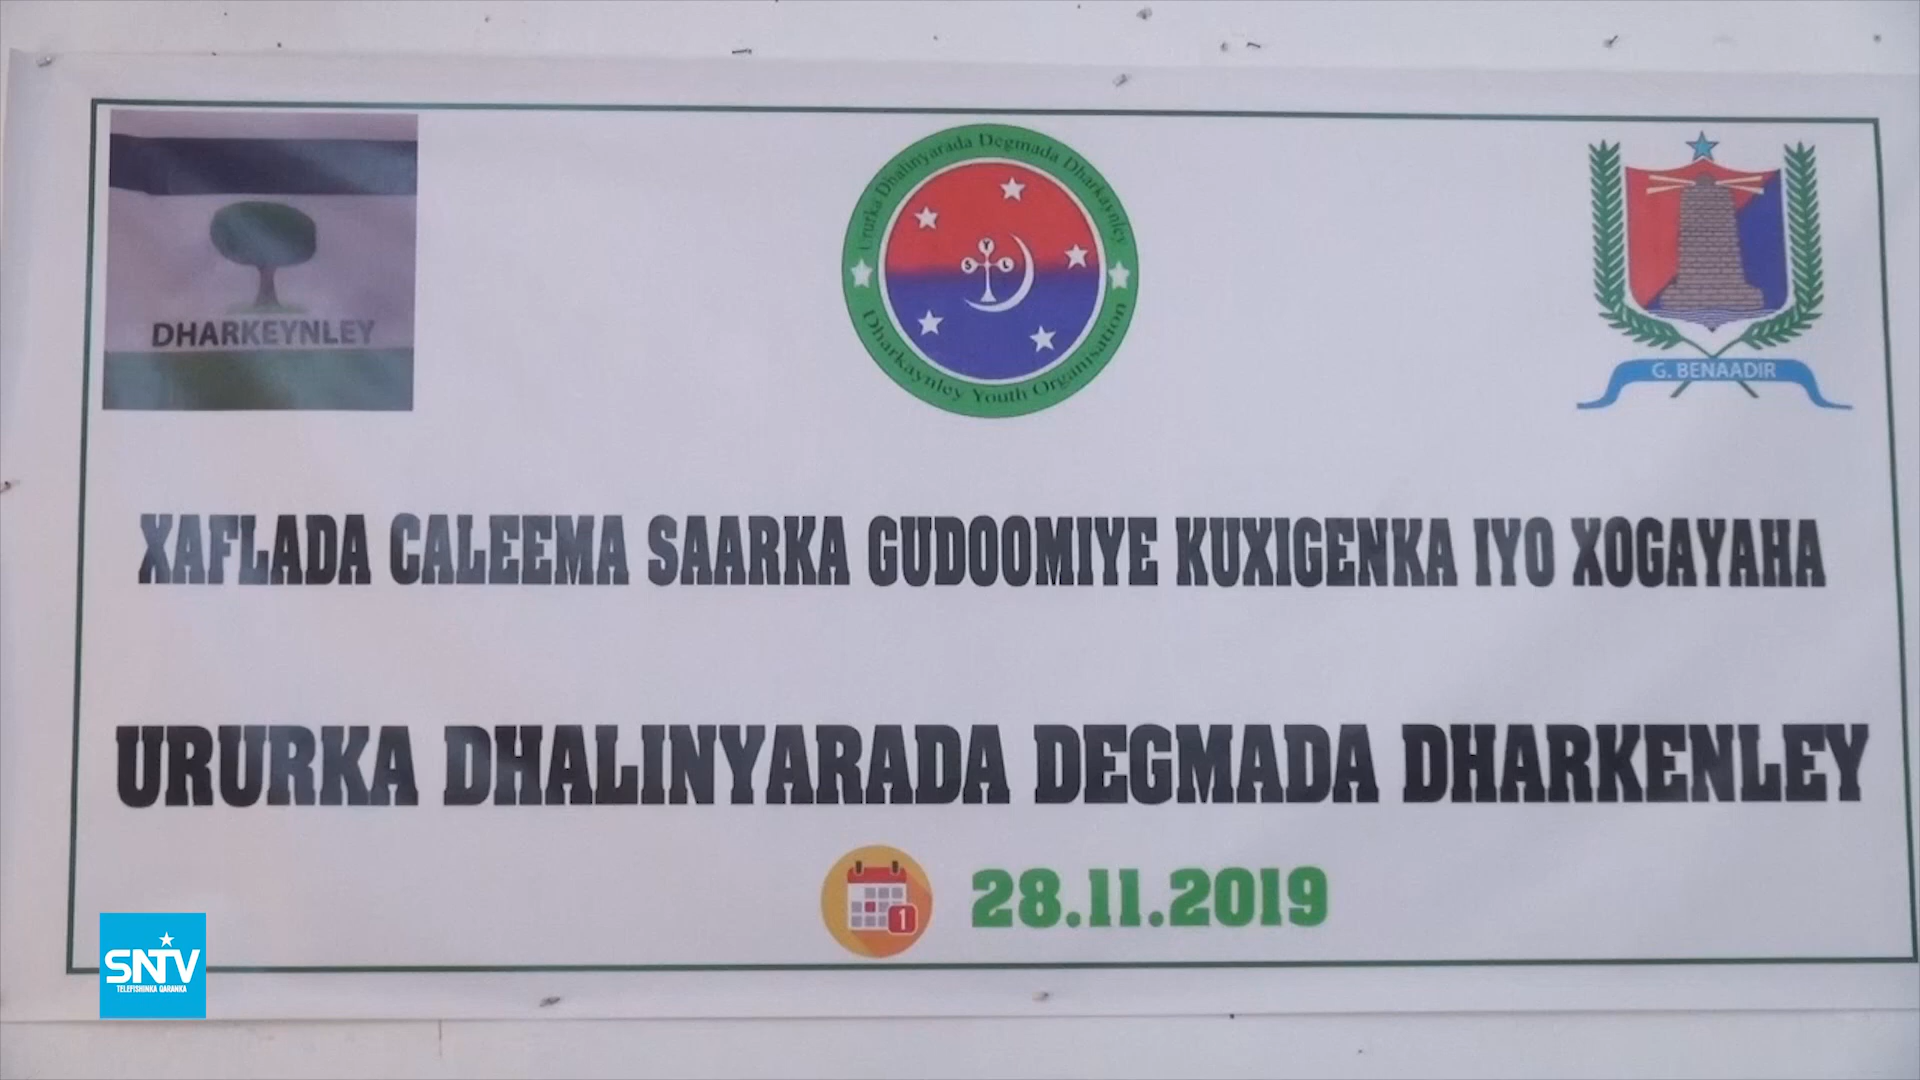 DHARKEYNLEY
Ururka Dhalinyarada Degmada Dharkaynley
Y
S L
Dharkaynley Youth Organisation
G. BENAADIR
XAFLADA CALEEMA SAARKA GUDOOMIYE KUXIGENKA IYO XOGAYAHA
URURKA DHALINYARADA DEGMADA DHARKENLEY
1
28.11.2019
SNTV
TELEFISHINKA QARANKA